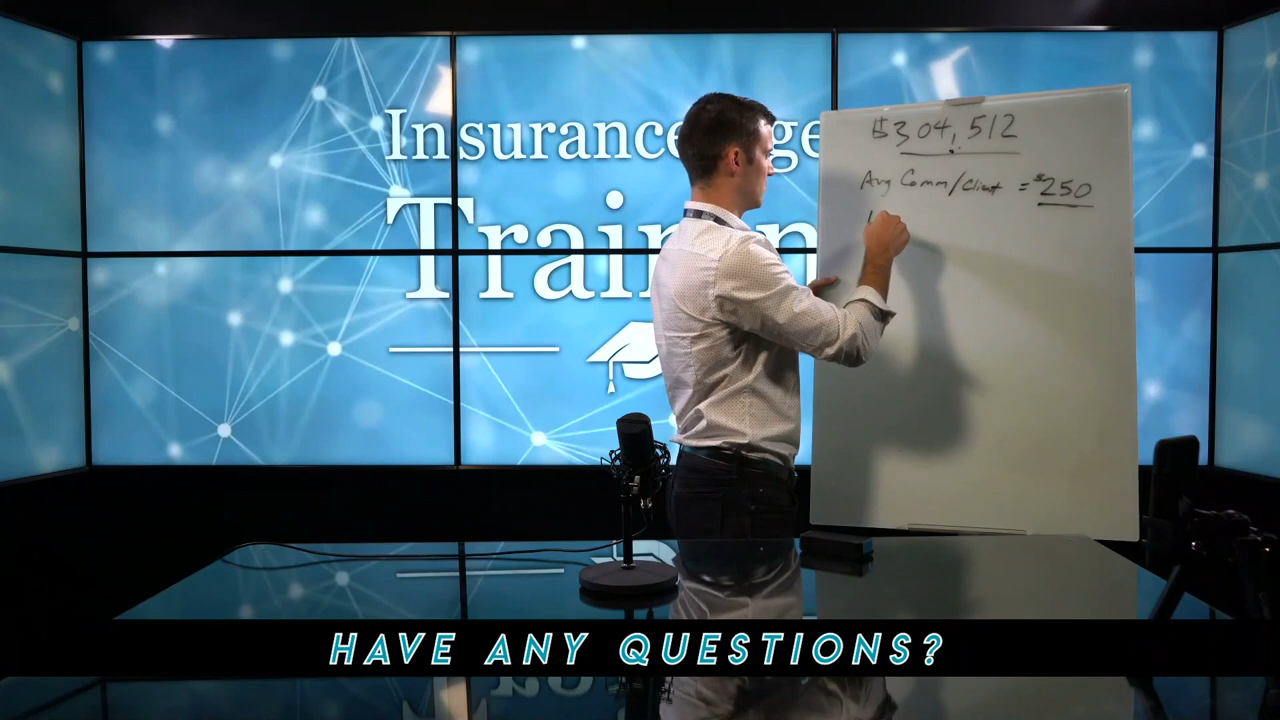 Insurance
Train
$304,512
Avg Comm/Client = $250
HAVE ANY QUESTIONS?